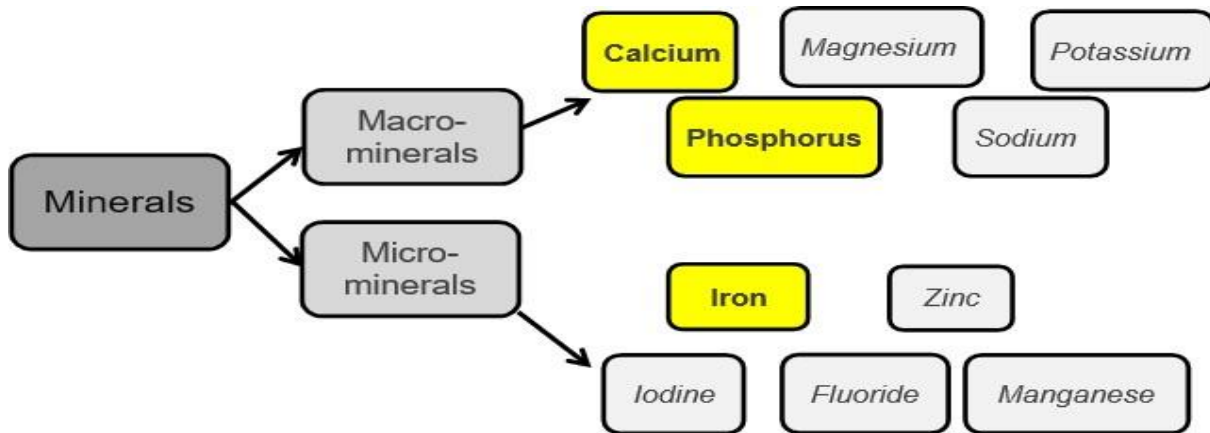 Calcium
Magnesium
Potassium
Macro-
minerals
Phosphorus
Sodium
Minerals
Micro-
minerals
Iron
Zinc
Iodine
Fluoride
Manganese